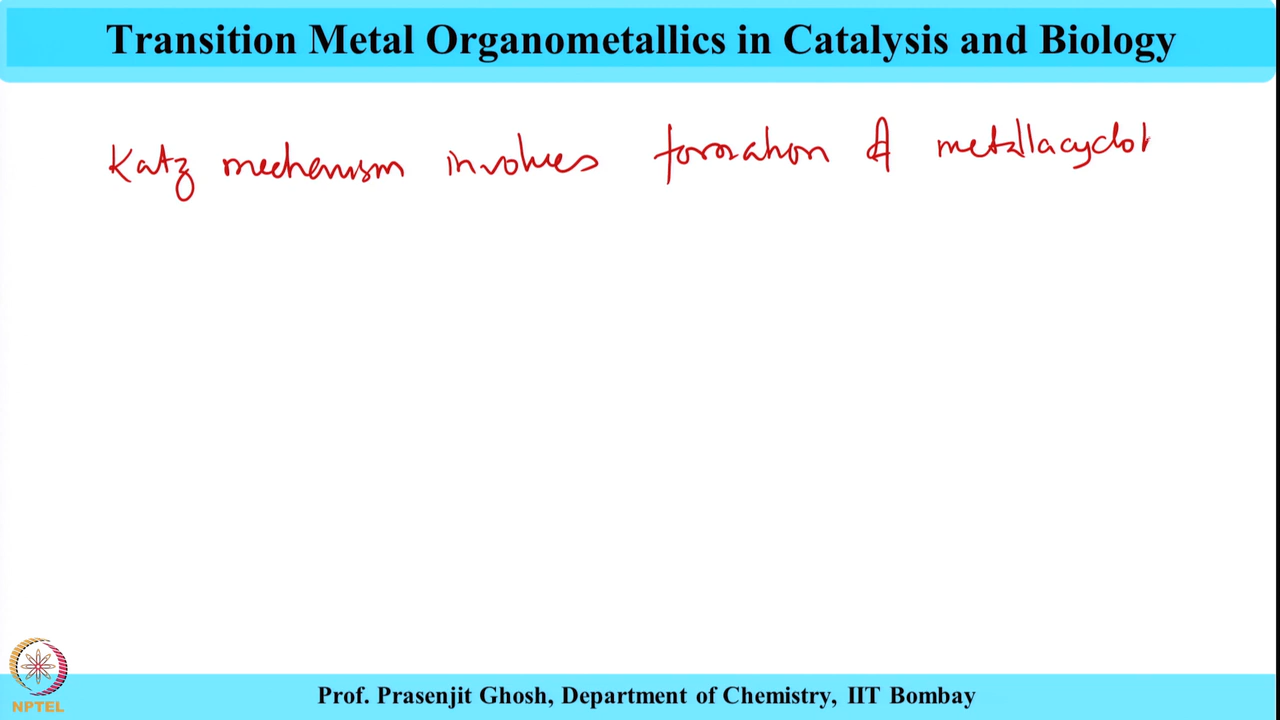 Transition Metal Organometallics in Catalysis and Biology
Katz mechanism involves formation of metallacyclob
NPTEL
Prof. Prasenjit Ghosh, Department of Chemistry, IIT Bombay